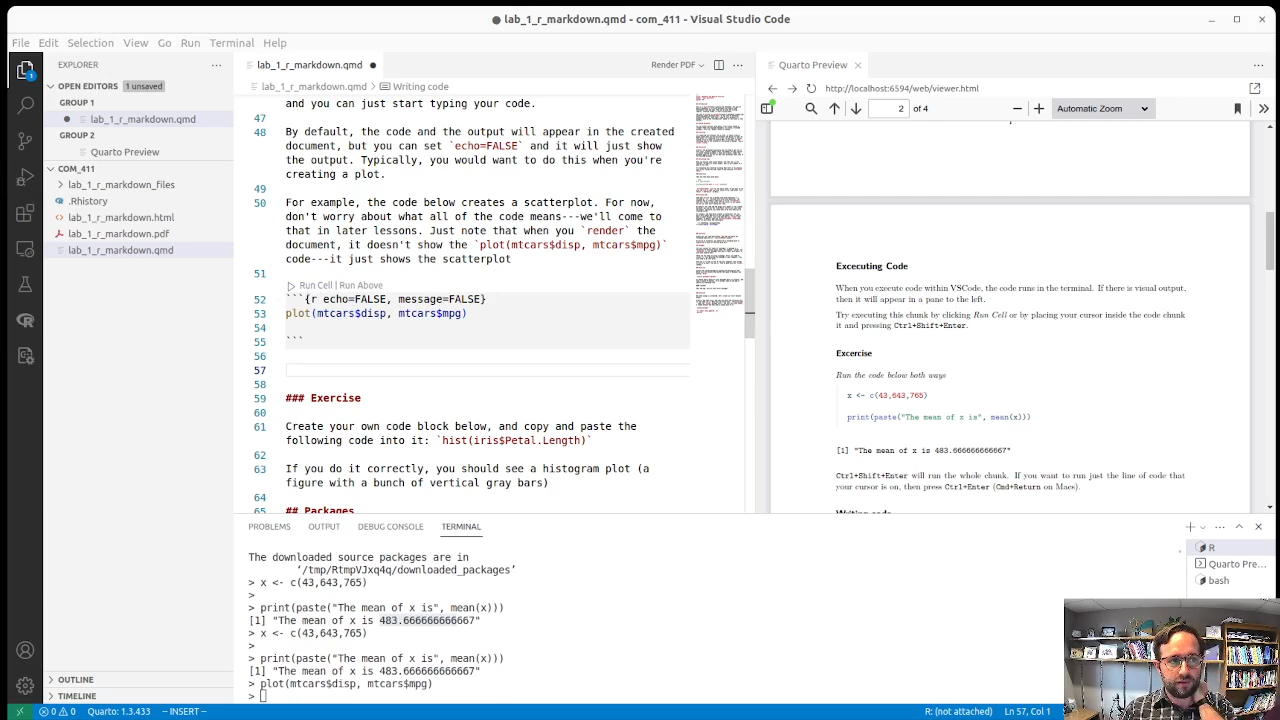 lab_1_r_markdown.qmd - com_411 - Visual Studio Code
File Edit Selection View Go Run Terminal Help
EXPLORER
OPEN EDITORS 1 unsaved
GROUP 1
lab_1_r_markdown.qmd
GROUP 2
Quarto Preview
COM_411
lab_1_r_markdown_files
.Rhistory
lab_1_r_markdown.html
lab_1_r_markdown.pdf
lab_1_r_markdown.qmd
OUTLINE
TIMELINE
lab_1_r_markdown.qmd
Render PDF
lab_1_r_markdown.qmd > Writing code
and you can just start typing your code.
47
48 By default, the code and the output will appear in the created
document, but you can set `echo=FALSE` and it will just show
the output. Typically, you would want to do this when you're
creating a plot.
49
50 For example, the code below creates a scatterplot. For now,
don't worry about what all of the code means---we'll come to
that in later lessons. Just note that when you `render` the
document, it doesn't show the `plot(mtcars$disp, mtcars$mpg)`
code---it just shows the scatterplot
51
Run Cell | Run Above
52 ```{r echo=FALSE, message=FALSE}
53 plot(mtcars$disp, mtcars$mpg)
54
55 ```
56
57
58
59 ### Exercise
60
61 Create your own code block below, and copy and paste the
following code into it: `hist(iris$Petal.Length)`
62
63 If you do it correctly, you should see a histogram plot (a
figure with a bunch of vertical gray bars)
64
65 ## Packages
Quarto Preview
http://localhost:6594/web/viewer.html
2 of 4
Automatic Zoom
Excecuting Code
When you execute code within VSCode, the code runs in the terminal. If there is visual output,
then it will appear in a pane to the left.
Try executing this chunk by clicking Run Cell or by placing your cursor inside the code chunk
it and pressing Ctrl+Shift+Enter.
Excercise
Run the code below both ways
x <- c(43,643,765)
print(paste("The mean of x is", mean(x)))
[1] "The mean of x is 483.666666666667"
Ctrl+Shift+Enter will run the whole chunk. If you want to run just the line of code that
your cursor is on, then press Ctrl+Enter (Cmd+Return on Macs).
Writing code
PROBLEMS OUTPUT DEBUG CONSOLE TERMINAL
The downloaded source packages are in
‘/tmp/RtmpVJxq4q/downloaded_packages’
> x <- c(43,643,765)
>
> print(paste("The mean of x is", mean(x)))
[1] "The mean of x is 483.666666666667"
> x <- c(43,643,765)
>
> print(paste("The mean of x is", mean(x)))
[1] "The mean of x is 483.666666666667"
> plot(mtcars$disp, mtcars$mpg)
>
R
Quarto Pre...
bash
0 0 Quarto: 1.3.433 -- INSERT -- R: (not attached) Ln 57, Col 1